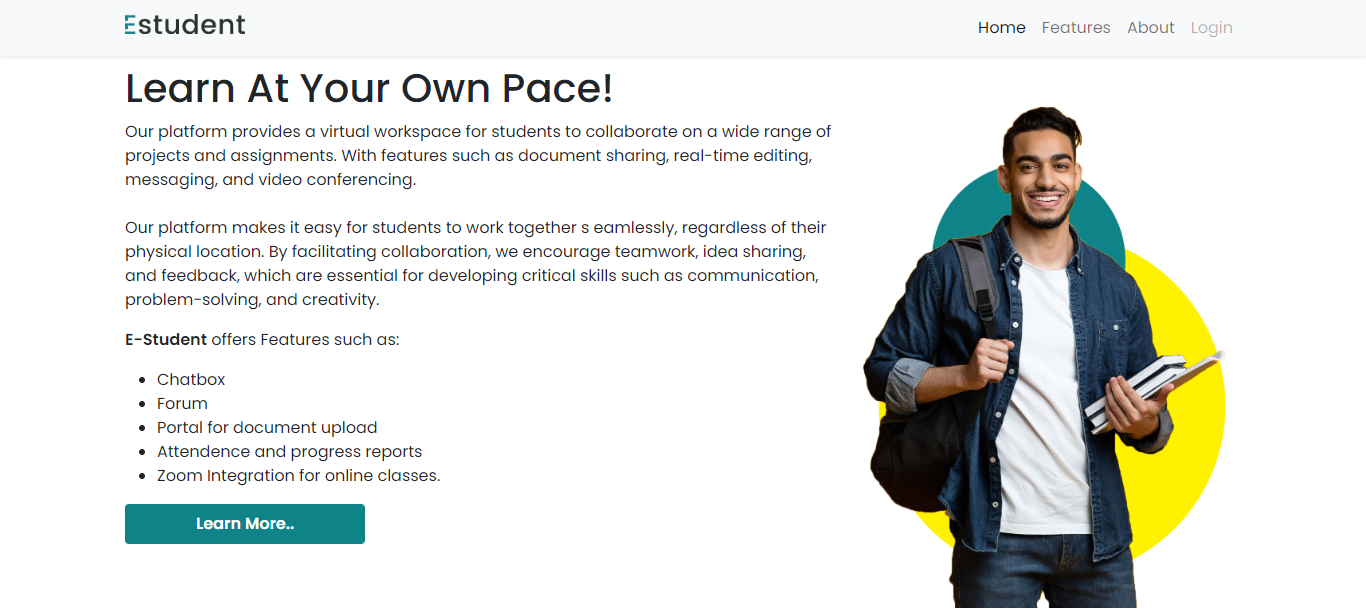 Estudent
Home Features About Login
Learn At Your Own Pace!
Our platform provides a virtual workspace for students to collaborate on a wide range of
projects and assignments. With features such as document sharing, real-time editing,
messaging, and video conferencing.
Our platform makes it easy for students to work together s eamlessly, regardless of their
physical location. By facilitating collaboration, we encourage teamwork, idea sharing,
and feedback, which are essential for developing critical skills such as communication,
problem-solving, and creativity.
E-Student offers Features such as:
• Chatbox
• Forum
• Portal for document upload
• Attendence and progress reports
• Zoom Integration for online classes.
Learn More..